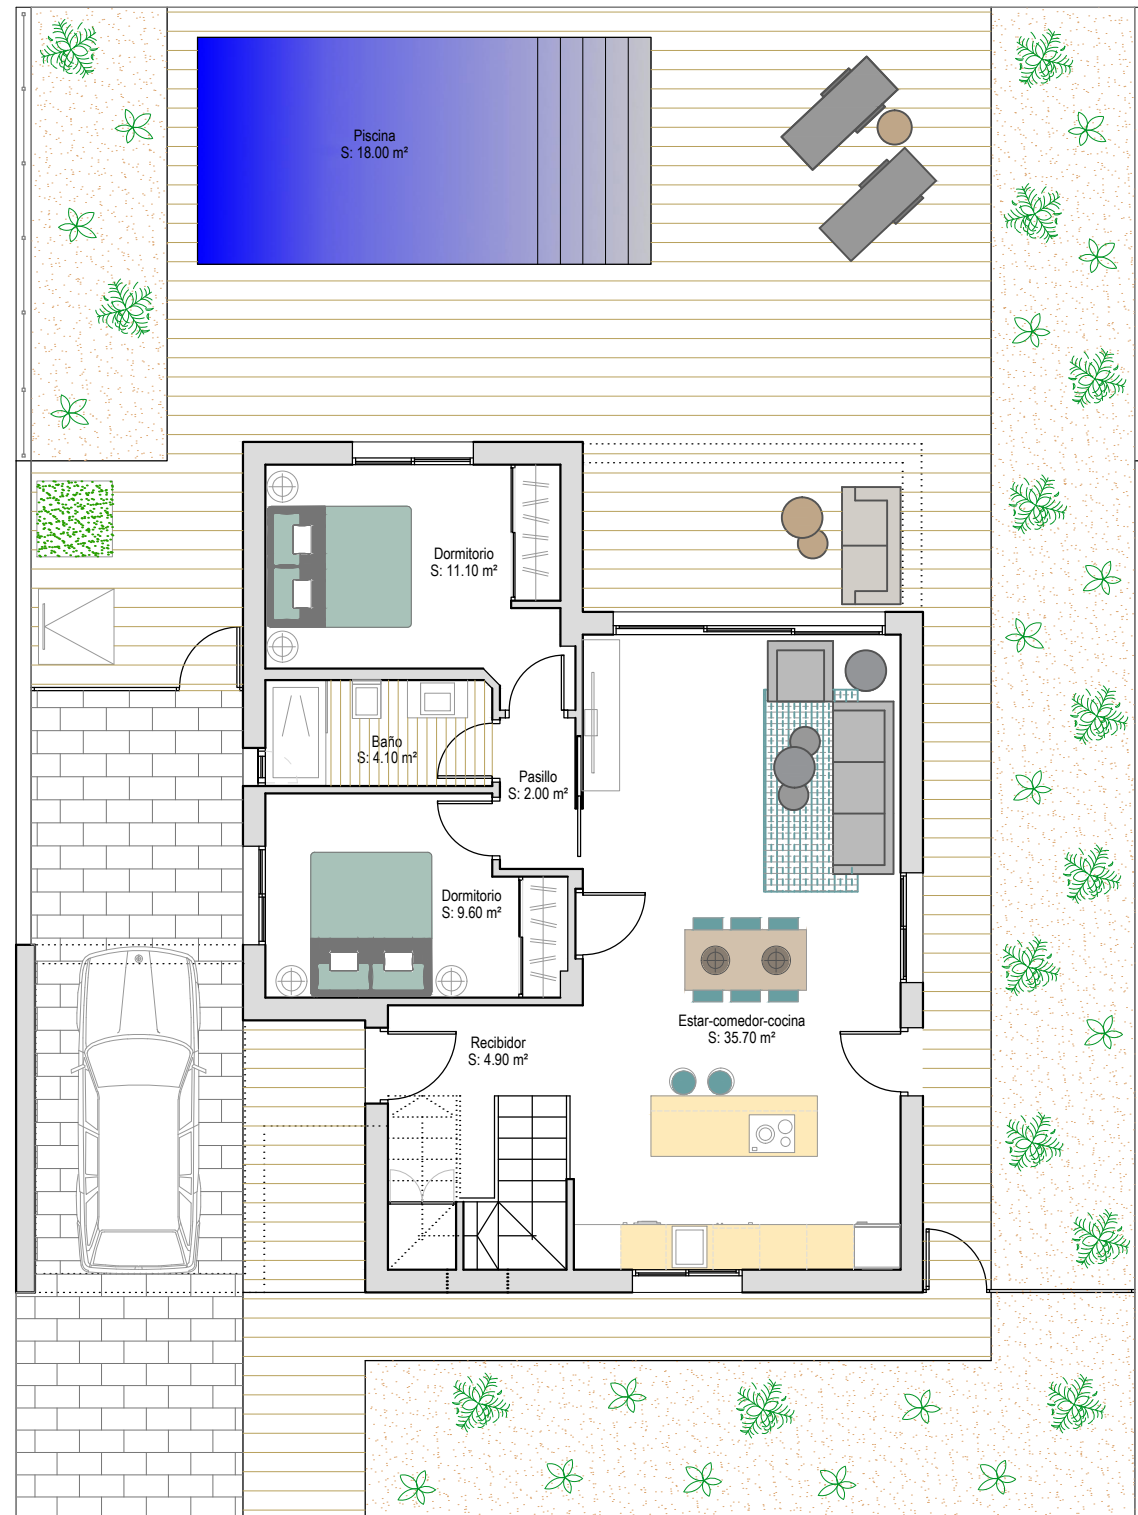 Piscina
S: 18.00 m²
Dormitorio
S: 11.10 m²
Baño
S: 4.10 m²
Pasillo
S: 2.00 m²
Dormitorio
S: 9.60 m²
Estar-comedor-cocina
S: 35.70 m²
Recibidor
S: 4.90 m²